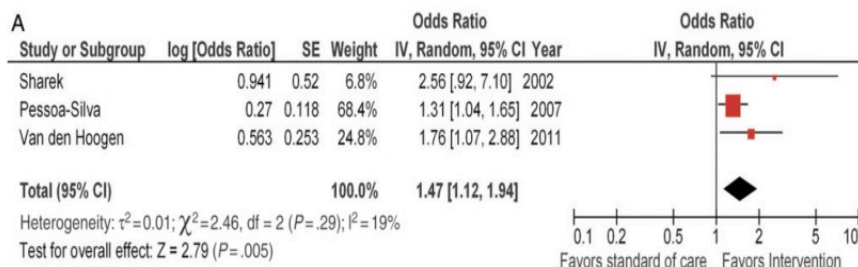 A
Odds Ratio Odds Ratio
Study or Subgroup log [Odds Ratio] SE Weight IV, Random, 95% CI Year IV, Random, 95% CI
Sharek 0.941 0.52 6.8% 2.56 [.92, 7.10] 2002
Pessoa-Silva 0.27 0.118 68.4% 1.31 [1.04, 1.65] 2007
Van den Hoogen 0.563 0.253 24.8% 1.76 [1.07, 2.88] 2011
Total (95% CI) 100.0% 1.47 [1.12, 1.94]
Heterogeneity: τ²=0.01; χ²=2.46, df = 2 (P=.29); I²=19%
Test for overall effect: Z = 2.79 (P=.005)
0.1 0.2 0.5 1 2 5 10
Favors standard of care Favors Intervention